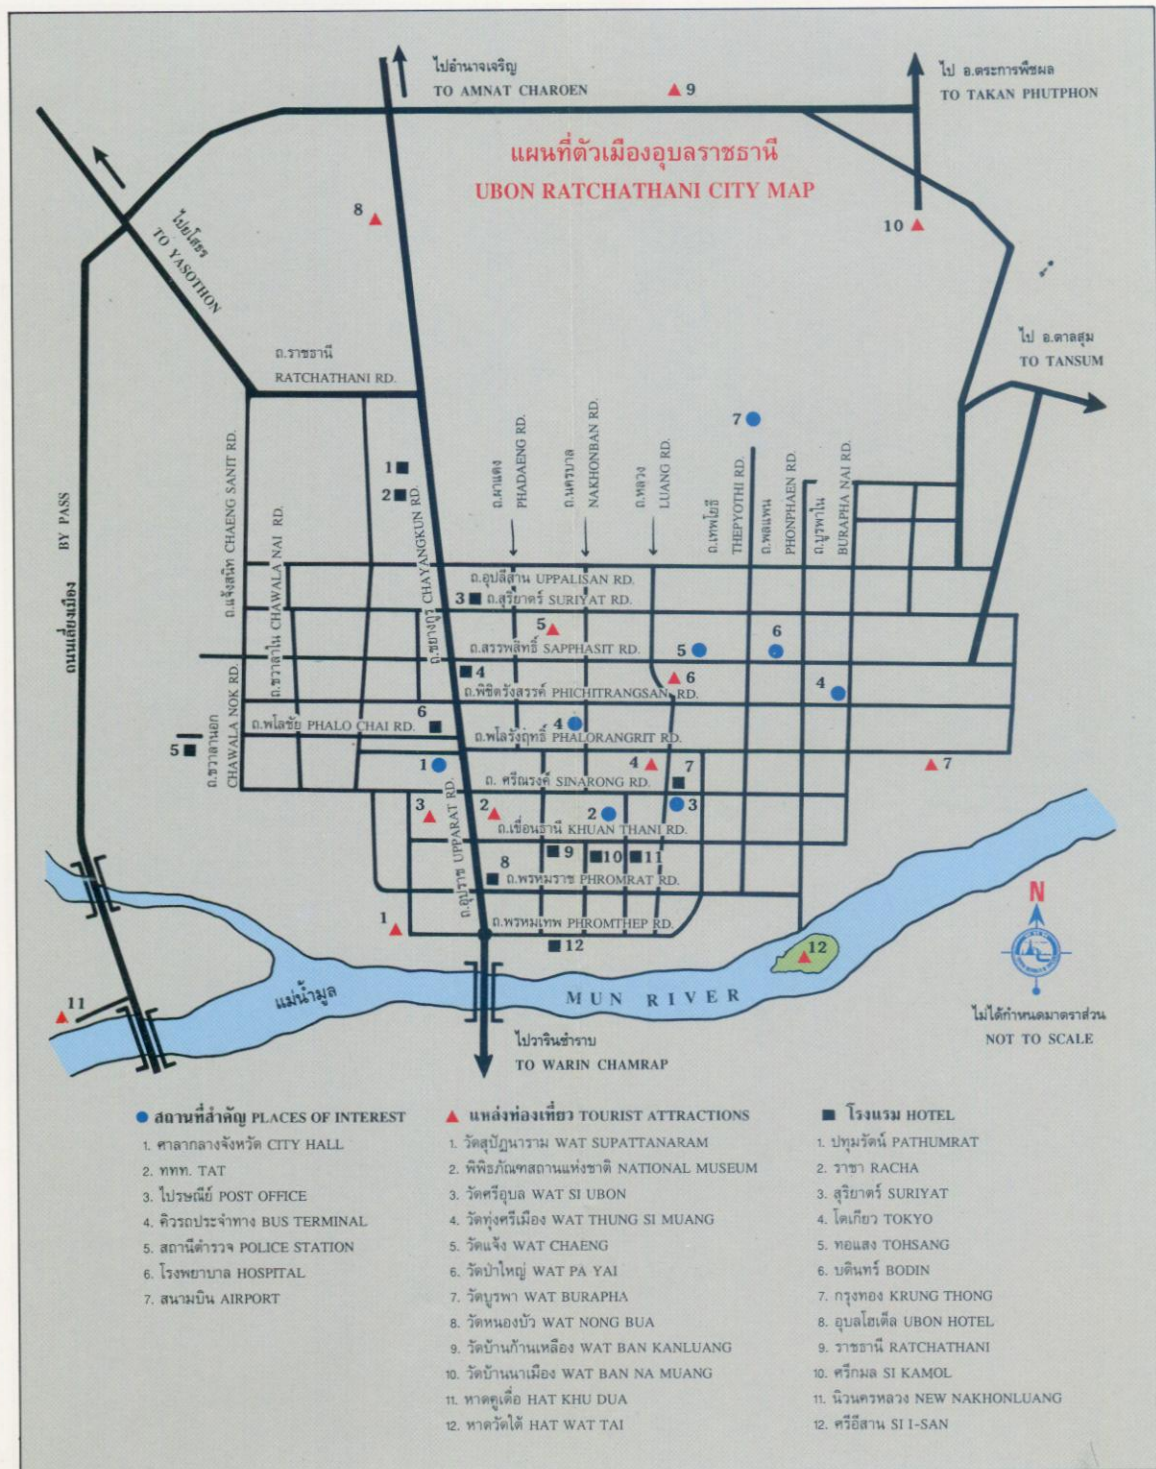 ไปอำนาจเจริญ
TO AMNAT CHAROEN
9
ไป อ.ตระการพืชผล
TO TAKAN PHUTPHON
แผนที่ตัวเมืองอุบลราชธานี
UBON RATCHATHANI CITY MAP
8
10
ไปยโสธร
TO YASOTHON
ไป อ.ตาลสุม
TO TANSUM
ถ.ราชธานี
RATCHATHANI RD.
7
1
2
ถนนเลี่ยงเมือง BY PASS
ถ.แจ้งสนิท CHAENG SANIT RD.
ถ.ชวาลาใน CHAWALA NAI RD.
ถ.ชวาลานอก
CHAWALA NOK RD.
ถ.ชยางกูร CHAYANGKUN RD.
ถ.ผาแดง
PHADAENG RD.
ถ.นครบาล
NAKHONBAN RD.
ถ.หลวง
LUANG RD.
ถ.เทพโยธี
THEPYOTHI RD.
ถ.พลแพน
PHONPHAEN RD.
ถ.บูรพาใน
BURAPHA NAI RD.
ถ.อุปลีสาน UPPALISAN RD.
3 ถ.สุริยาตร์ SURIYAT RD.
5
ถ.สรรพสิทธิ์ SAPPHASIT RD.
5
6
4
6
4
ถ.พิชิตรังสรรค์ PHICHITRANGSAN RD.
6
ถ.พโลชัย PHALO CHAI RD.
4
ถ.พโลรังฤทธิ์ PHALORANGRIT RD.
5
1
4
7
7
ถ. ศรีณรงค์ SINARONG RD.
3
2
2
3
ถ.เขื่อนธานี KHUAN THANI RD.
ถ.อุปราช UPPARAT RD.
8
9
10
11
ถ.พรหมราช PHROMRAT RD.
1
ถ.พรหมเทพ PHROMTHEP RD.
12
12
N
11
แม่น้ำมูล
MUN RIVER
ไม่ได้กำหนดมาตราส่วน
NOT TO SCALE
ไปวารินชำราบ
TO WARIN CHAMRAP
สถานที่สำคัญ PLACES OF INTEREST
1. ศาลากลางจังหวัด CITY HALL
2. ททท. TAT
3. ไปรษณีย์ POST OFFICE
4. คิวรถประจำทาง BUS TERMINAL
5. สถานีตำรวจ POLICE STATION
6. โรงพยาบาล HOSPITAL
7. สนามบิน AIRPORT
แหล่งท่องเที่ยว TOURIST ATTRACTIONS
1. วัดสุปัฏนาราม WAT SUPATTANARAM
2. พิพิธภัณฑสถานแห่งชาติ NATIONAL MUSEUM
3. วัดศรีอุบล WAT SI UBON
4. วัดทุ่งศรีเมือง WAT THUNG SI MUANG
5. วัดแจ้ง WAT CHAENG
6. วัดป่าใหญ่ WAT PA YAI
7. วัดบูรพา WAT BURAPHA
8. วัดหนองบัว WAT NONG BUA
9. วัดบ้านก้านเหลือง WAT BAN KANLUANG
10. วัดบ้านนาเมือง WAT BAN NA MUANG
11. หาดคูเดื่อ HAT KHU DUA
12. หาดวัดใต้ HAT WAT TAI
โรงแรม HOTEL
1. ปทุมรัตน์ PATHUMRAT
2. ราชา RACHA
3. สุริยาตร์ SURIYAT
4. โตเกียว TOKYO
5. ทอแสง TOHSANG
6. บดินทร์ BODIN
7. กรุงทอง KRUNG THONG
8. อุบลโฮเต็ล UBON HOTEL
9. ราชธานี RATCHATHANI
10. ศรีกมล SI KAMOL
11. นิวนครหลวง NEW NAKHONLUANG
12. ศรีอีสาน SI I-SAN